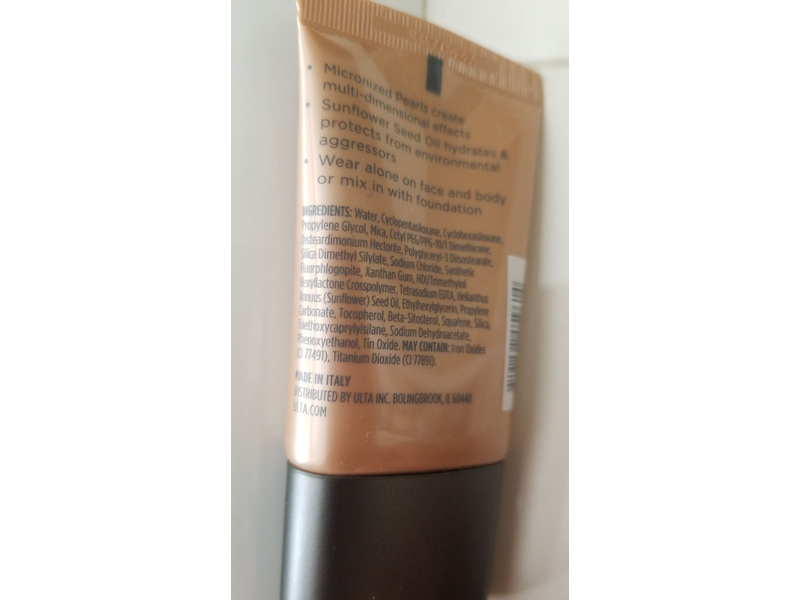 • Micronized Pearls create
multi-dimensional effects
• Sunflower Seed Oil hydrates &
protects from environmental
aggressors
• Wear alone on face and body
or mix in with foundation
INGREDIENTS: Water, Cyclopentasiloxane, Cyclohexasiloxane,
Propylene Glycol, Mica, Cetyl PEG/PPG-10/1 Dimethicone,
Disteardimonium Hectorite, Polyglyceryl-3 Diisostearate,
Silica Dimethyl Silylate, Sodium Chloride, Synthetic
Fluorphlogopite, Xanthan Gum, HDI/Trimethylol
Hexyllactone Crosspolymer, Tetrasodium EDTA, Helianthus
Annuus (Sunflower) Seed Oil, Ethylhexylglycerin, Propylene
Carbonate, Tocopherol, Beta-Sitosterol, Squalene, Silica,
Triethoxycaprylylsilane, Sodium Dehydroacetate,
Phenoxyethanol, Tin Oxide. MAY CONTAIN: Iron Oxides
(CI 77491), Titanium Dioxide (CI 77891).
MADE IN ITALY
DISTRIBUTED BY ULTA INC. BOLINGBROOK, IL 60440
ULTA.COM